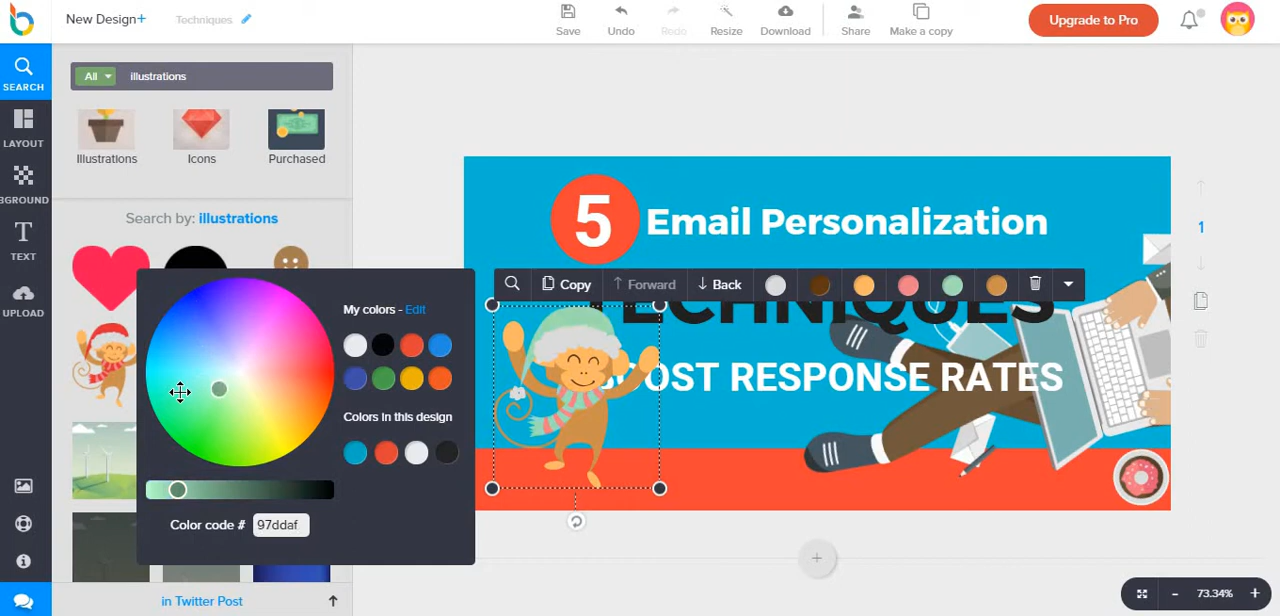 New Design+
Techniques
Save
Undo
Redo
Resize
Download
Share
Make a copy
Upgrade to Pro
SEARCH
LAYOUT
BGROUND
TEXT
UPLOAD
All
illustrations
Illustrations
Icons
Purchased
Search by: illustrations
My colors - Edit
Colors in this design
Color code # 97ddaf
in Twitter Post
5
Email Personalization
Copy
Forward
Back
TECHNIQUES
BOOST RESPONSE RATES
1
73.34%